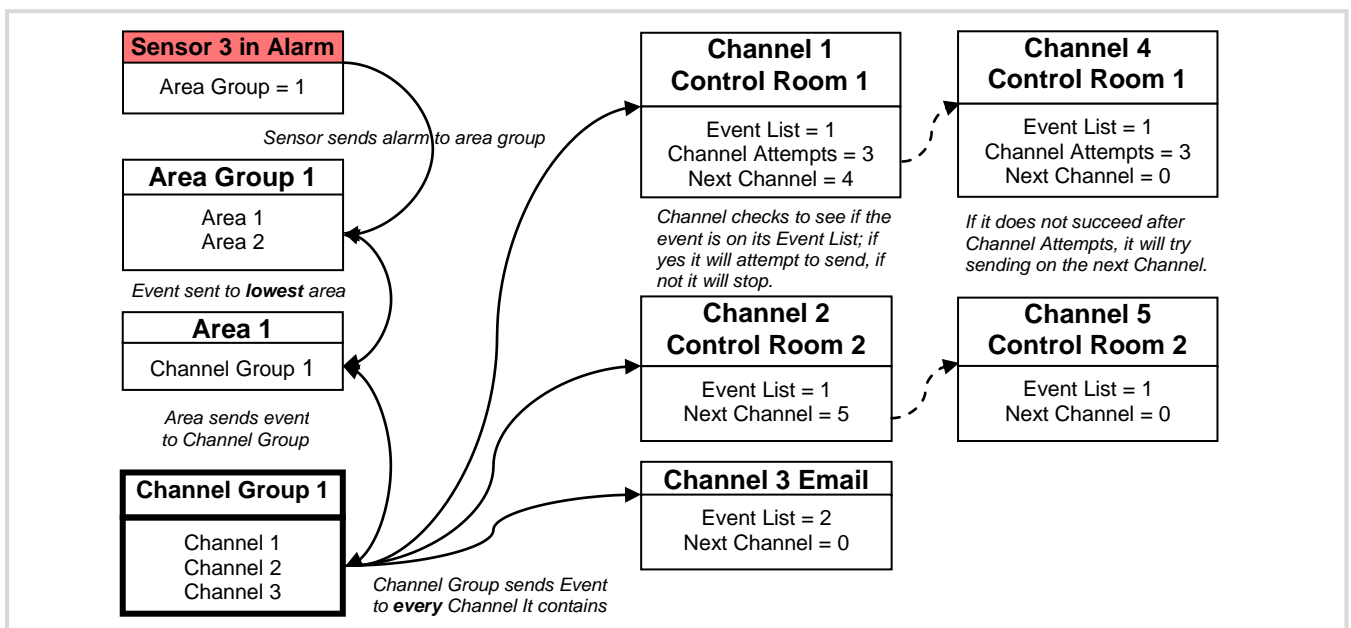 Sensor 3 in Alarm
Area Group = 1
Sensor sends alarm to area group
Area Group 1
Area 1
Area 2
Event sent to lowest area
Area 1
Channel Group 1
Area sends event
to Channel Group
Channel Group 1
Channel 1
Channel 2
Channel 3
Channel Group sends Event
to every Channel It contains
Channel 1
Control Room 1
Event List = 1
Channel Attempts = 3
Next Channel = 4
Channel checks to see if the
event is on its Event List; if
yes it will attempt to send, if
not it will stop.
Channel 4
Control Room 1
Event List = 1
Channel Attempts = 3
Next Channel = 0
If it does not succeed after
Channel Attempts, it will try
sending on the next Channel.
Channel 2
Control Room 2
Event List = 1
Next Channel = 5
Channel 5
Control Room 2
Event List = 1
Next Channel = 0
Channel 3 Email
Event List = 2
Next Channel = 0